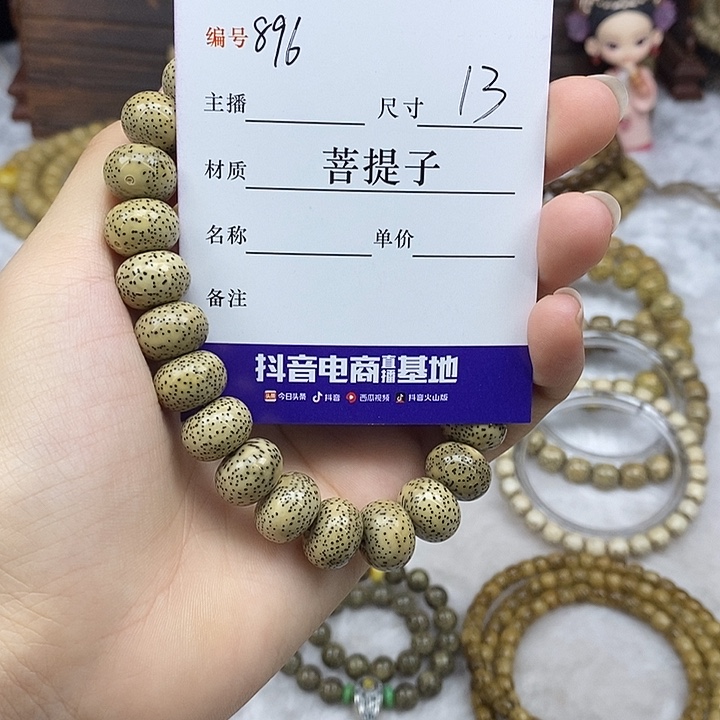 编号 896
主播 尺寸 13
材质 菩提子
名称 单价
备注
抖音电商直播基地
头条 今日头条 抖音 西瓜视频 抖音火山版